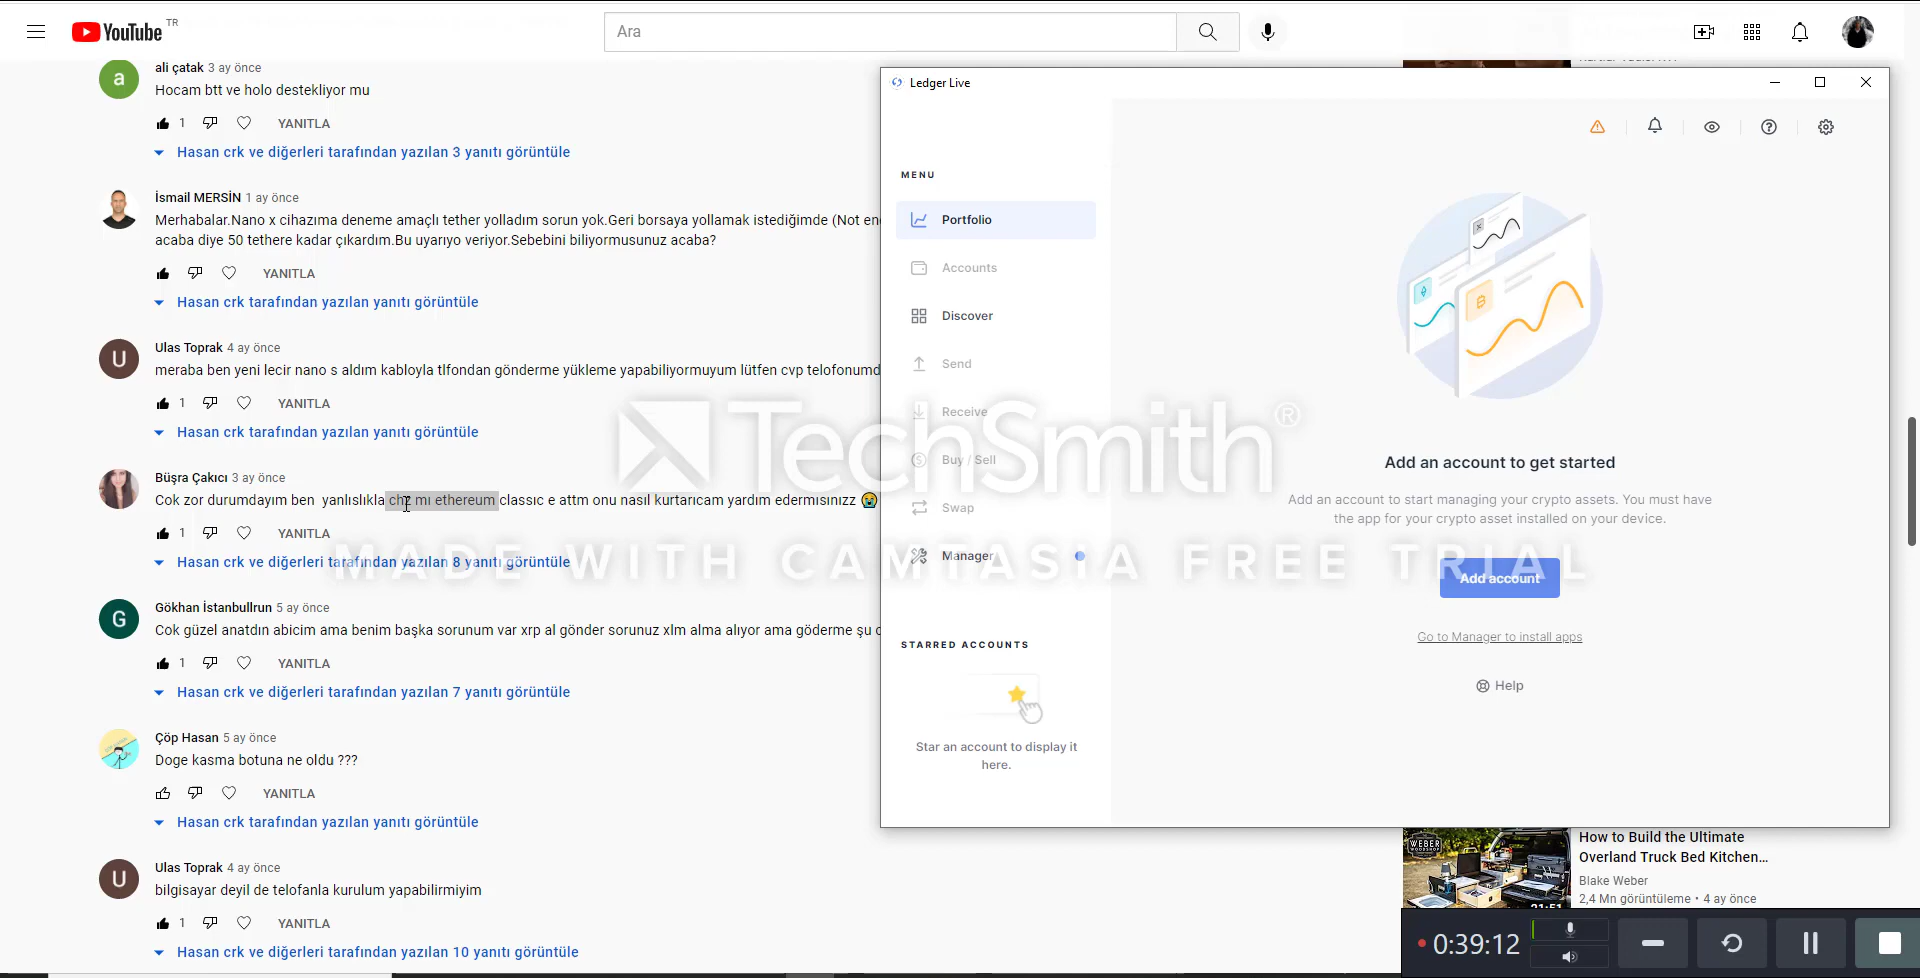 YouTube TR
Ara
ali çatak 3 ay önce
Hocam btt ve holo destekliyor mu
1 YANITLA
Hasan crk ve diğerleri tarafından yazılan 3 yanıtı görüntüle
İsmail MERSİN 1 ay önce
Merhabalar.Nano x cihazıma deneme amaçlı tether yolladım sorun yok.Geri borsaya yollamak istediğimde (Not
acaba diye 50 tethere kadar çıkardım.Bu uyarıyo veriyor.Sebebini biliyormusunuz acaba?
YANITLA
Hasan crk tarafından yazılan yanıtı görüntüle
Ulas Toprak 4 ay önce
meraba ben yeni lecir nano s aldım kabloyla tlfondan gönderme yükleme yapabiliyormuyum lütfen cvp
1 YANITLA
Hasan crk tarafından yazılan yanıtı görüntüle
Büşra Çakıcı 3 ay önce
Cok zor durumdayım ben yanlıslıkla mı ethereum classıc e attm onu nasıl kurtarıcam yardım edermısınızz 😭
1 YANITLA
Hasan crk ve diğerleri tarafından yazılan 8 yanıtı görüntüle
Gökhan İstanbullrun 5 ay önce
Cok güzel anatdın abicim ama benim başka sorunum var xrp al gönder sorunuz xlm alma alıyor ama göderme şu
1 YANITLA
Hasan crk ve diğerleri tarafından yazılan 7 yanıtı görüntüle
Çöp Hasan 5 ay önce
Doge kasma botuna ne oldu ???
YANITLA
Hasan crk tarafından yazılan yanıtı görüntüle
Ulas Toprak 4 ay önce
bilgisayar deyil de telofanla kurulum yapabilirmiyim
1 YANITLA
Hasan crk ve diğerleri tarafından yazılan 10 yanıtı görüntüle
Ledger Live
MENU
Portfolio
Accounts
Discover
Send
Receive
Buy / Sell
Swap
Manager
STARRED ACCOUNTS
Star an account to display it
here.
Add an account to get started
Add an account to start managing your crypto assets. You must have
the app for your crypto asset installed on your device.
Add account
Go to Manager to install apps
Help
TechSmith®
MADE WITH CAMTASIA FREE TRIAL
WEBER
How to Build the Ultimate
Overland Truck Bed Kitchen...
Blake Weber
2,4 Mn görüntüleme • 4 ay önce
0:39:12